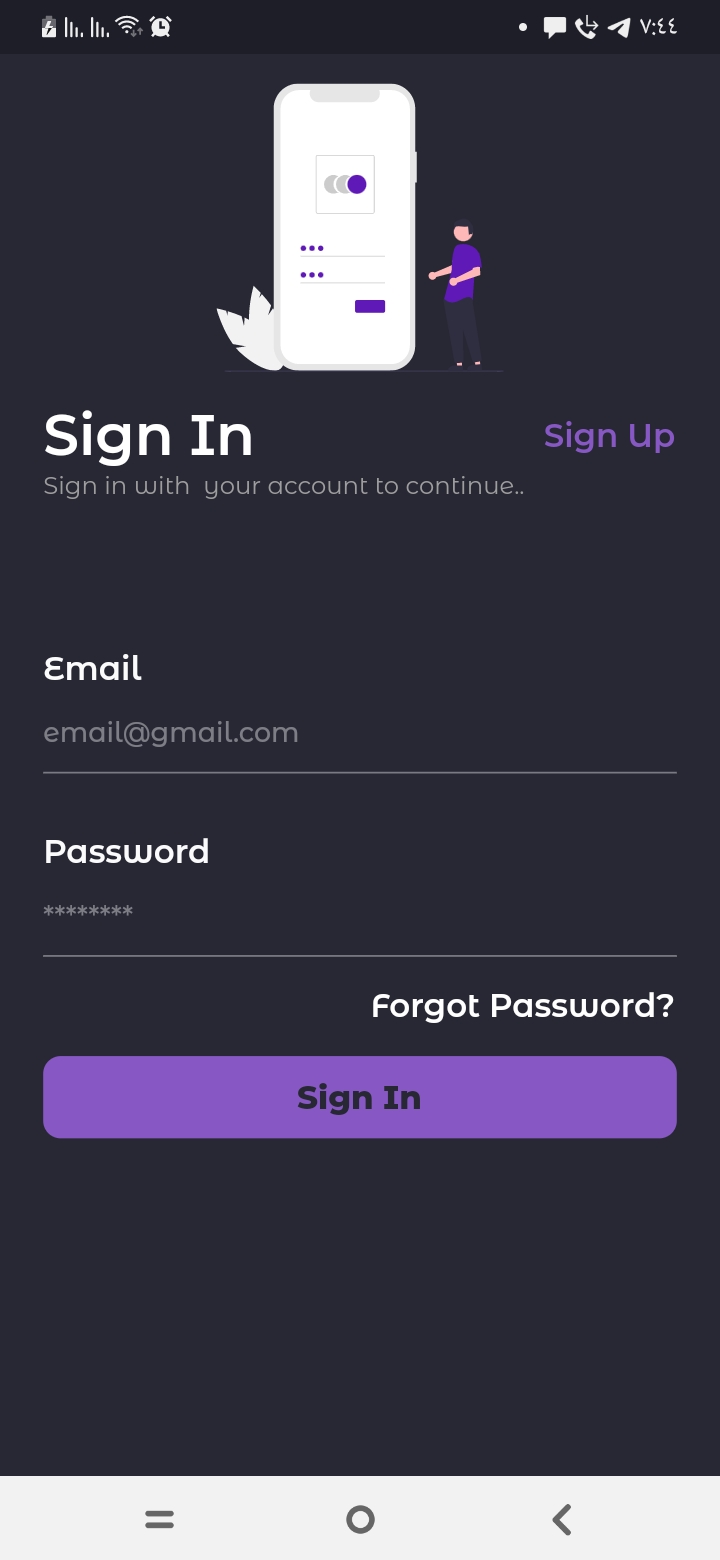 ٧:٤٤
Sign In
Sign Up
Sign in with  your account to continue..
Email
email@gmail.com
Password
********
Forgot Password?
Sign In